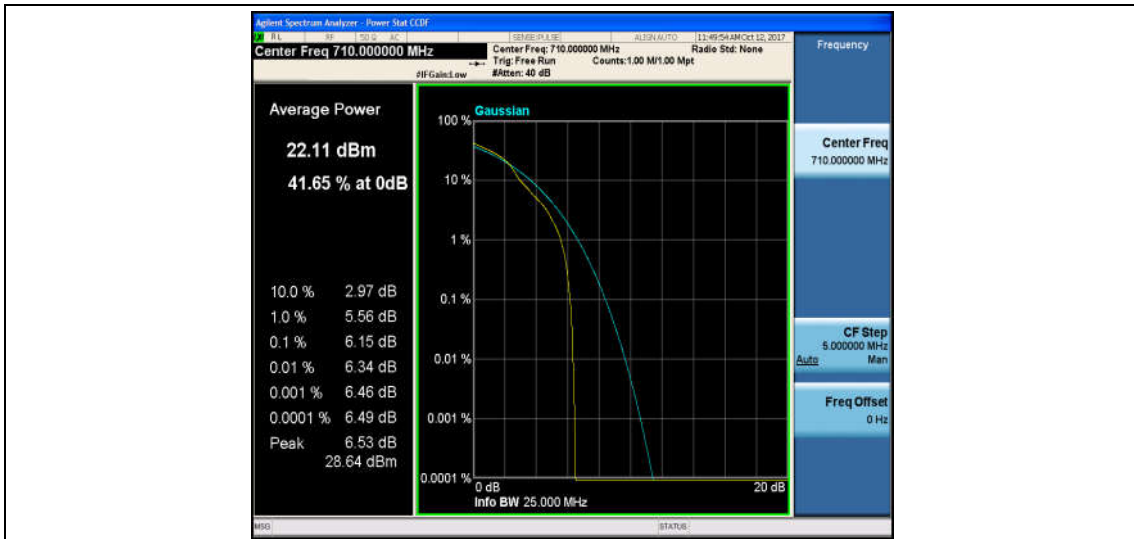 Agilent Spectrum Analyzer - Power Stat CCDF
RL RF 50 Ω AC SENSE:PULSE ALIGNAUTO 11:49:54 AM Oct 12, 2017
Center Freq 710.000000 MHz
Center Freq: 710.000000 MHz Radio Std: None
Trig: Free Run Counts:1.00 M/1.00 Mpt
#IFGain:Low #Atten: 40 dB
Frequency
Average Power
22.11 dBm
41.65 % at 0dB
10.0 % 2.97 dB
1.0 % 5.56 dB
0.1 % 6.15 dB
0.01 % 6.34 dB
0.001 % 6.46 dB
0.0001 % 6.49 dB
Peak 6.53 dB
28.64 dBm
Gaussian
100 %
10 %
1 %
0.1 %
0.01 %
0.001 %
0.0001 %
0 dB 20 dB
Info BW 25.000 MHz
Center Freq
710.000000 MHz
CF Step
5.000000 MHz
Auto Man
Freq Offset
0 Hz
MSG STATUS